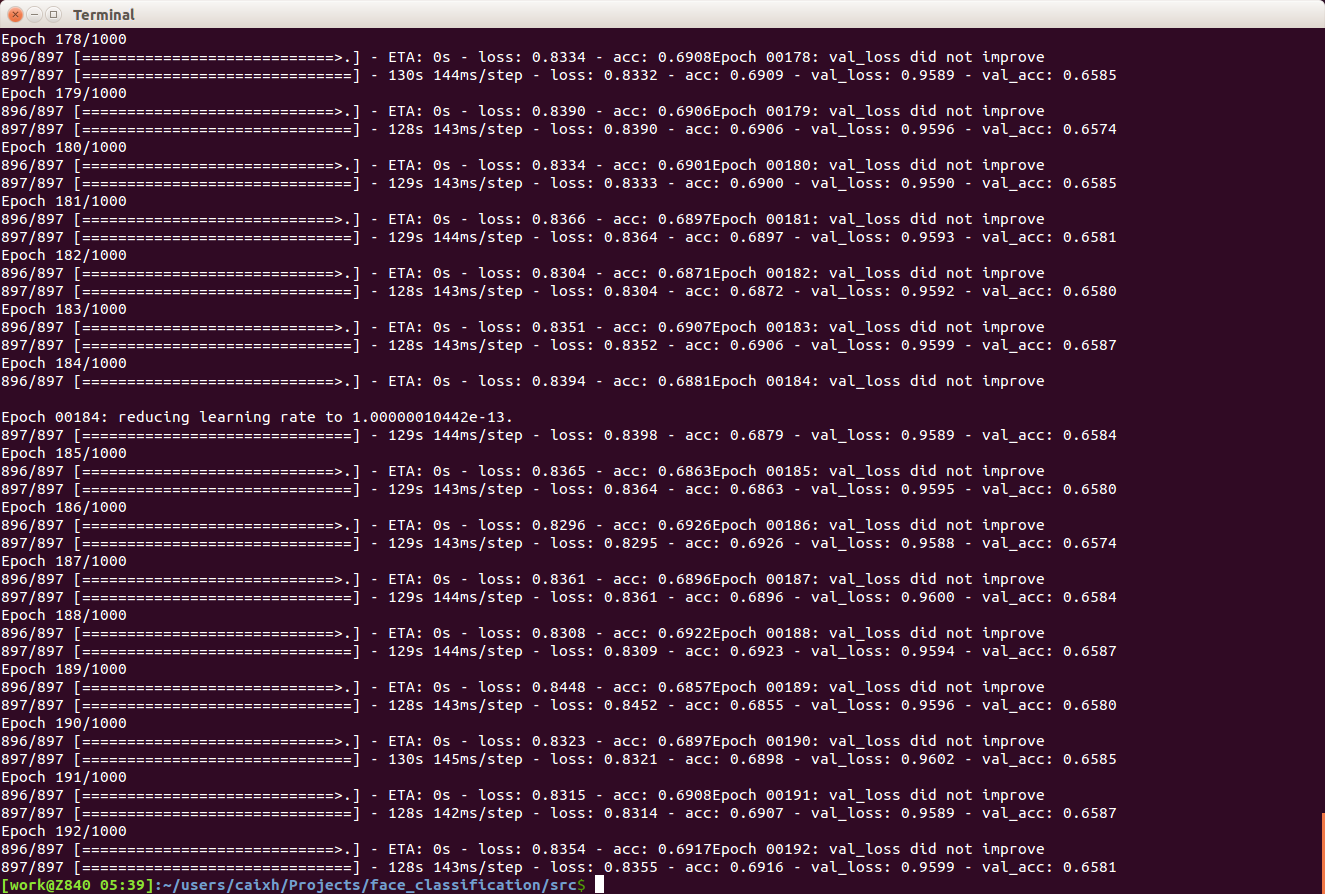 Terminal
Epoch 178/1000
896/897 [============================>.] - ETA: 0s - loss: 0.8334 - acc: 0.6908Epoch 00178: val_loss did not improve
897/897 [==============================] - 130s 144ms/step - loss: 0.8332 - acc: 0.6909 - val_loss: 0.9589 - val_acc: 0.6585
Epoch 179/1000
896/897 [============================>.] - ETA: 0s - loss: 0.8390 - acc: 0.6906Epoch 00179: val_loss did not improve
897/897 [==============================] - 128s 143ms/step - loss: 0.8390 - acc: 0.6906 - val_loss: 0.9596 - val_acc: 0.6574
Epoch 180/1000
896/897 [============================>.] - ETA: 0s - loss: 0.8334 - acc: 0.6901Epoch 00180: val_loss did not improve
897/897 [==============================] - 129s 143ms/step - loss: 0.8333 - acc: 0.6900 - val_loss: 0.9590 - val_acc: 0.6585
Epoch 181/1000
896/897 [============================>.] - ETA: 0s - loss: 0.8366 - acc: 0.6897Epoch 00181: val_loss did not improve
897/897 [==============================] - 129s 144ms/step - loss: 0.8364 - acc: 0.6897 - val_loss: 0.9593 - val_acc: 0.6581
Epoch 182/1000
896/897 [============================>.] - ETA: 0s - loss: 0.8304 - acc: 0.6871Epoch 00182: val_loss did not improve
897/897 [==============================] - 128s 143ms/step - loss: 0.8304 - acc: 0.6872 - val_loss: 0.9592 - val_acc: 0.6580
Epoch 183/1000
896/897 [============================>.] - ETA: 0s - loss: 0.8351 - acc: 0.6907Epoch 00183: val_loss did not improve
897/897 [==============================] - 128s 143ms/step - loss: 0.8352 - acc: 0.6906 - val_loss: 0.9599 - val_acc: 0.6587
Epoch 184/1000
896/897 [============================>.] - ETA: 0s - loss: 0.8394 - acc: 0.6881Epoch 00184: val_loss did not improve
Epoch 00184: reducing learning rate to 1.00000010442e-13.
897/897 [==============================] - 129s 144ms/step - loss: 0.8398 - acc: 0.6879 - val_loss: 0.9589 - val_acc: 0.6584
Epoch 185/1000
896/897 [============================>.] - ETA: 0s - loss: 0.8365 - acc: 0.6863Epoch 00185: val_loss did not improve
897/897 [==============================] - 129s 143ms/step - loss: 0.8364 - acc: 0.6863 - val_loss: 0.9595 - val_acc: 0.6580
Epoch 186/1000
896/897 [============================>.] - ETA: 0s - loss: 0.8296 - acc: 0.6926Epoch 00186: val_loss did not improve
897/897 [==============================] - 129s 143ms/step - loss: 0.8295 - acc: 0.6926 - val_loss: 0.9588 - val_acc: 0.6574
Epoch 187/1000
896/897 [============================>.] - ETA: 0s - loss: 0.8361 - acc: 0.6896Epoch 00187: val_loss did not improve
897/897 [==============================] - 129s 144ms/step - loss: 0.8361 - acc: 0.6896 - val_loss: 0.9600 - val_acc: 0.6584
Epoch 188/1000
896/897 [============================>.] - ETA: 0s - loss: 0.8308 - acc: 0.6922Epoch 00188: val_loss did not improve
897/897 [==============================] - 129s 144ms/step - loss: 0.8309 - acc: 0.6923 - val_loss: 0.9594 - val_acc: 0.6587
Epoch 189/1000
896/897 [============================>.] - ETA: 0s - loss: 0.8448 - acc: 0.6857Epoch 00189: val_loss did not improve
897/897 [==============================] - 128s 143ms/step - loss: 0.8452 - acc: 0.6855 - val_loss: 0.9596 - val_acc: 0.6580
Epoch 190/1000
896/897 [============================>.] - ETA: 0s - loss: 0.8323 - acc: 0.6897Epoch 00190: val_loss did not improve
897/897 [==============================] - 130s 145ms/step - loss: 0.8321 - acc: 0.6898 - val_loss: 0.9602 - val_acc: 0.6585
Epoch 191/1000
896/897 [============================>.] - ETA: 0s - loss: 0.8315 - acc: 0.6908Epoch 00191: val_loss did not improve
897/897 [==============================] - 128s 142ms/step - loss: 0.8314 - acc: 0.6907 - val_loss: 0.9589 - val_acc: 0.6587
Epoch 192/1000
896/897 [============================>.] - ETA: 0s - loss: 0.8354 - acc: 0.6917Epoch 00192: val_loss did not improve
897/897 [==============================] - 128s 143ms/step - loss: 0.8355 - acc: 0.6916 - val_loss: 0.9599 - val_acc: 0.6581
[work@Z840 05:39]:~/users/caixh/Projects/face_classification/src$